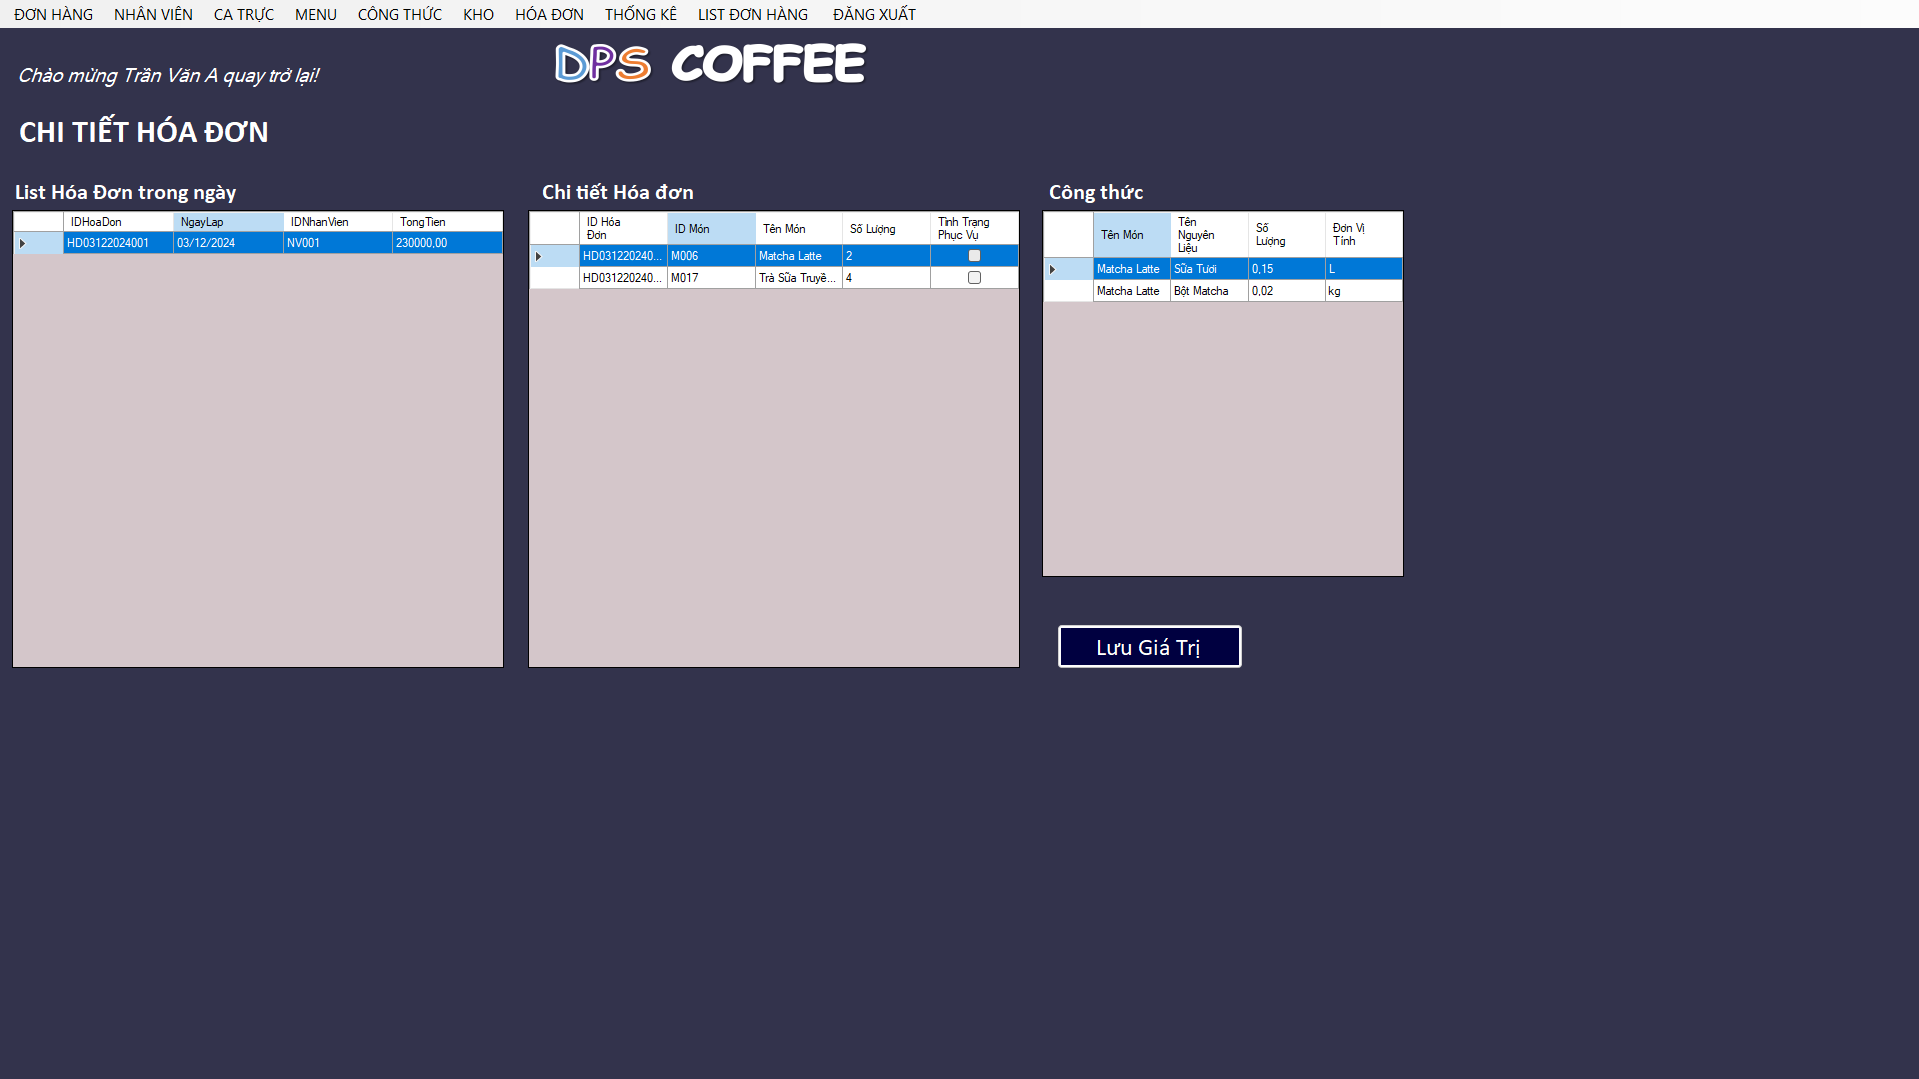 ĐƠN HÀNG NHÂN VIÊN CA TRỰC MENU CÔNG THỨC KHO HÓA ĐƠN THỐNG KÊ LIST ĐƠN HÀNG ĐĂNG XUẤT
DPS COFFEE
Chào mừng Trần Văn A quay trở lại!
CHI TIẾT HÓA ĐƠN
List Hóa Đơn trong ngày
IDHoaDon NgayLap IDNhanVien TongTien
HD03122024001 03/12/2024 NV001 230000,00
Chi tiết Hóa đơn
ID Hóa Đơn ID Món Tên Món Số Lượng Tình Trạng Phục Vụ
HD031220240... M006 Matcha Latte 2
HD031220240... M017 Trà Sữa Truyề... 4
Công thức
Tên Món Tên Nguyên Liệu Số Lượng Đơn Vị Tính
Matcha Latte Sữa Tươi 0,15 L
Matcha Latte Bột Matcha 0,02 kg
Lưu Giá Trị